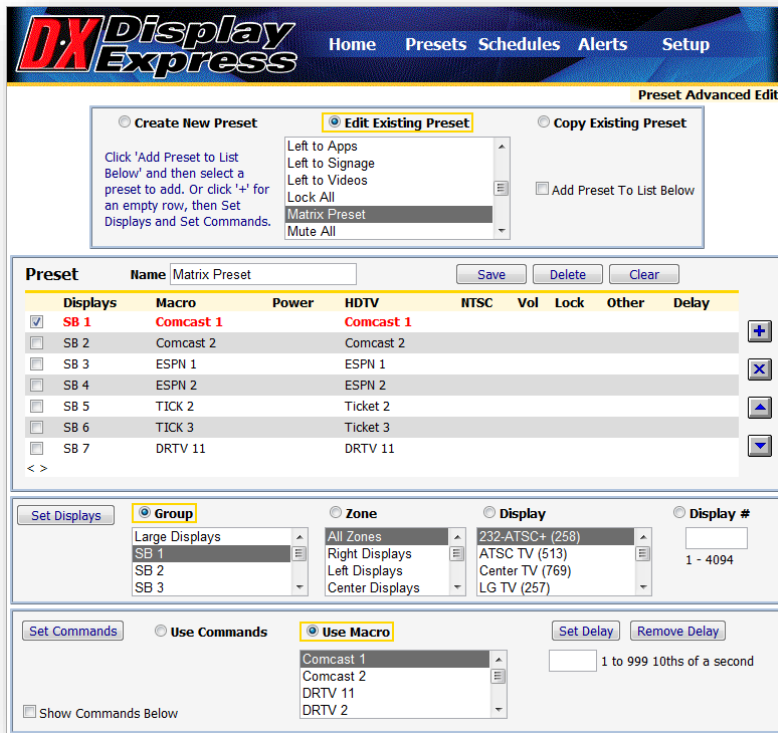 D·X Display Express
Home Presets Schedules Alerts Setup
Preset Advanced Edit
Create New Preset Edit Existing Preset Copy Existing Preset
Click 'Add Preset to List
Below' and then select a
preset to add. Or click '+' for
an empty row, then Set
Displays and Set Commands.
Left to Apps
Left to Signage
Left to Videos
Lock All
Matrix Preset
Mute All
Add Preset To List Below
Preset Name Matrix Preset Save Delete Clear
Displays Macro Power HDTV NTSC Vol Lock Other Delay
SB 1 Comcast 1 Comcast 1
SB 2 Comcast 2 Comcast 2
SB 3 ESPN 1 ESPN 1
SB 4 ESPN 2 ESPN 2
SB 5 TICK 2 Ticket 2
SB 6 TICK 3 Ticket 3
SB 7 DRTV 11 DRTV 11
< >
Set Displays Group Zone Display Display #
Large Displays All Zones 232-ATSC+ (258)
SB 1 Right Displays ATSC TV (513) 1 - 4094
SB 2 Left Displays Center TV (769)
SB 3 Center Displays LG TV (257)
Set Commands Use Commands Use Macro Set Delay Remove Delay
Comcast 1 1 to 999 10ths of a second
Comcast 2
DRTV 11
DRTV 2
Show Commands Below